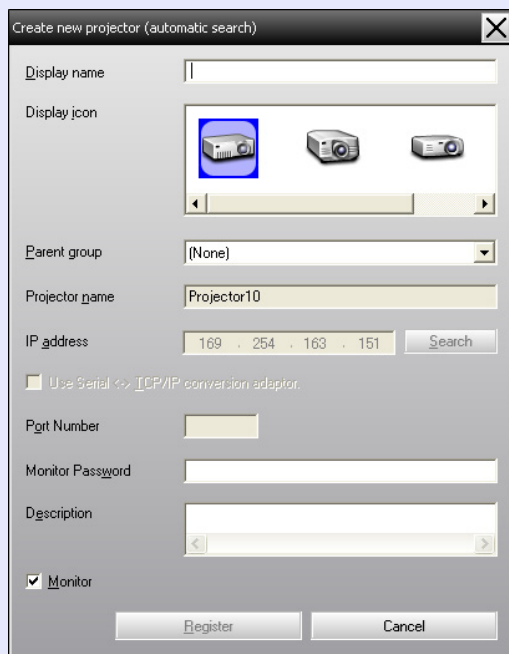 Create new projector (automatic search)
Display name
Display icon
Parent group (None)
Projector name Projector10
IP address 169 . 254 . 163 . 151 Search
Use Serial <-> TCP/IP conversion adaptor.
Port Number
Monitor Password
Description
Monitor
Register Cancel